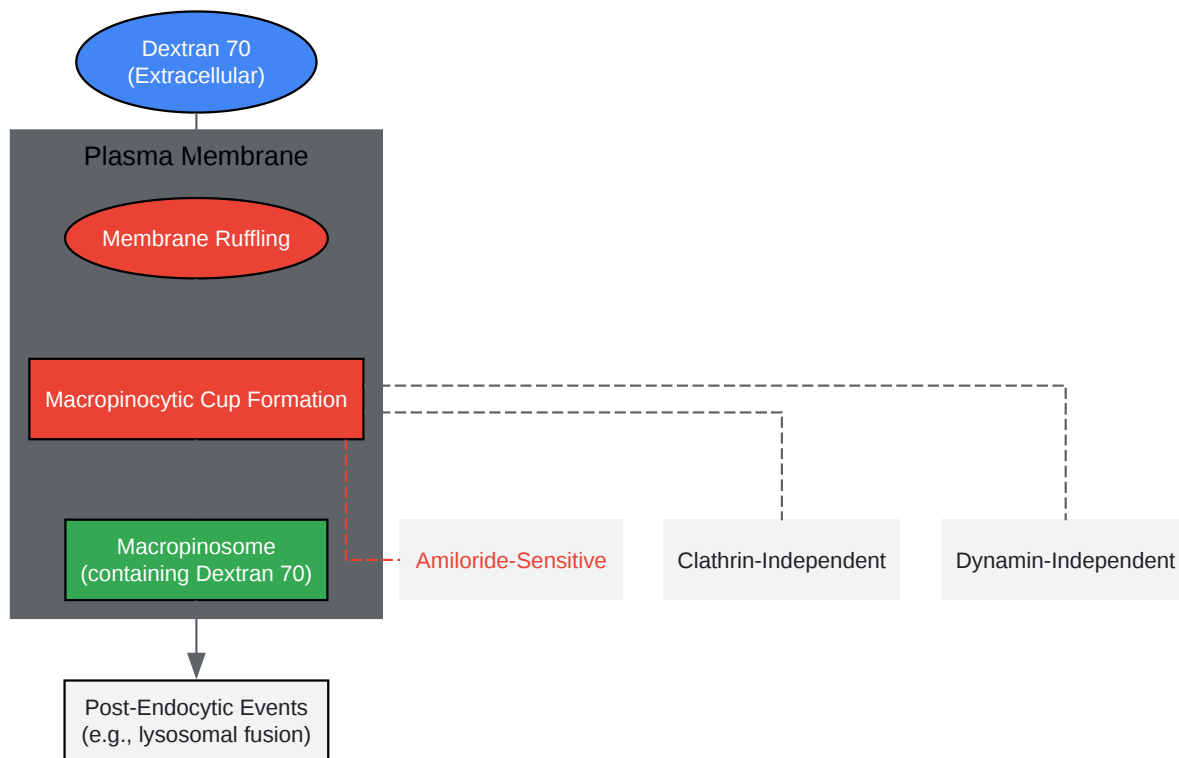 Dextran 70
(Extracellular)
Plasma Membrane
Membrane Ruffling
Macropinocytic Cup Formation
Macropinosome
(containing Dextran 70)
Amiloride-Sensitive
Clathrin-Independent
Dynamin-Independent
Post-Endocytic Events
(e.g., lysosomal fusion)